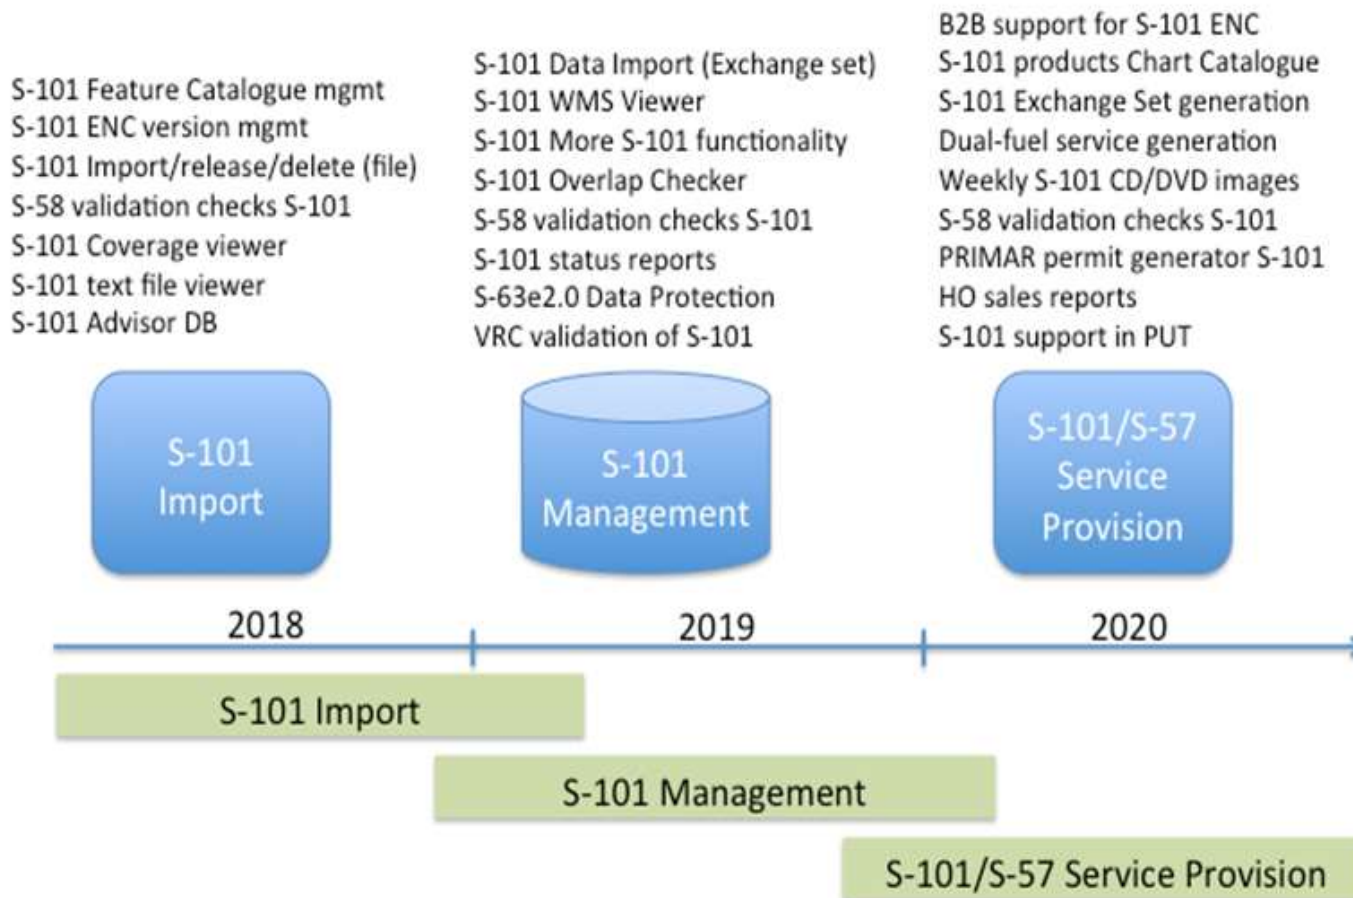 S-101 Feature Catalogue mgmt
S-101 ENC version mgmt
S-101 Import/release/delete (file)
S-58 validation checks S-101
S-101 Coverage viewer
S-101 text file viewer
S-101 Advisor DB
S-101 Data Import (Exchange set)
S-101 WMS Viewer
S-101 More S-101 functionality
S-101 Overlap Checker
S-58 validation checks S-101
S-101 status reports
S-63e2.0 Data Protection
VRC validation of S-101
B2B support for S-101 ENC
S-101 products Chart Catalogue
S-101 Exchange Set generation
Dual-fuel service generation
Weekly S-101 CD/DVD images
S-58 validation checks S-101
PRIMAR permit generator S-101
HO sales reports
S-101 support in PUT
S-101
Import
S-101
Management
S-101/S-57
Service
Provision
2018
2019
2020
S-101 Import
S-101 Management
S-101/S-57 Service Provision